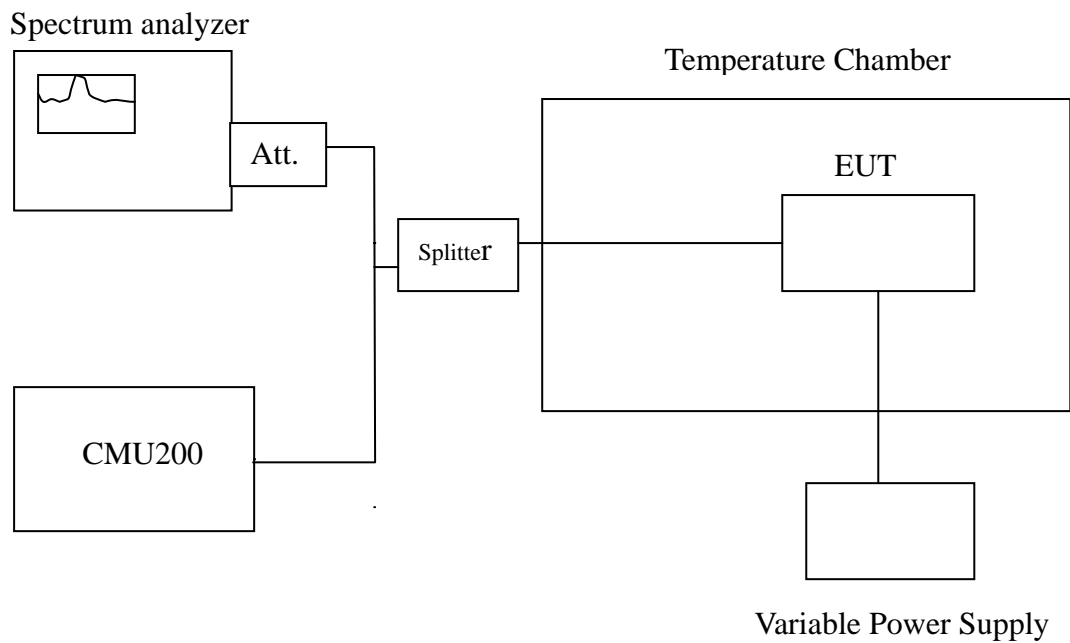 Spectrum analyzer
Temperature Chamber
Att.
EUT
Splitter
CMU200
Variable Power Supply